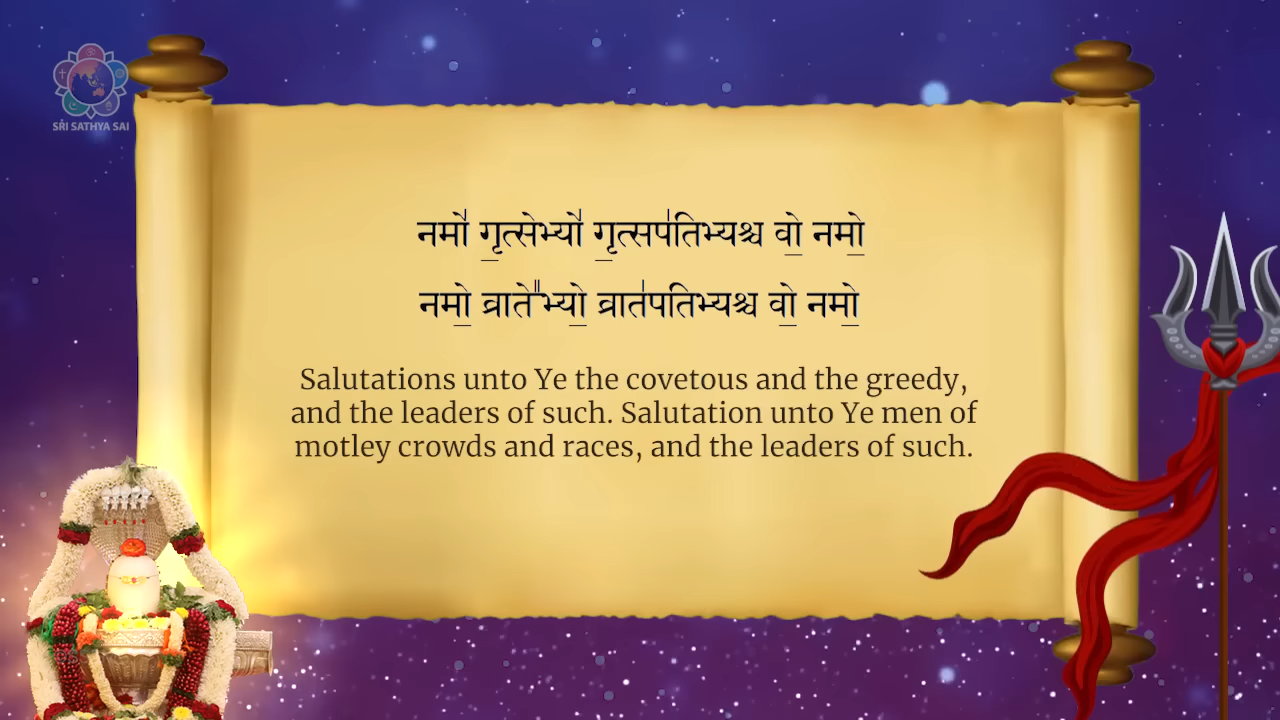 SRI SATHYA SAI
नमो॑ गृ॒त्सेभ्यो॑ गृ॒त्सप॑तिभ्यश्च वो॒ नमो॒
नमो॒ व्राते᳚भ्यो॒ व्रात॑पतिभ्यश्च वो॒ नमो॒
Salutations unto Ye the covetous and the greedy,
and the leaders of such. Salutation unto Ye men of
motley crowds and races, and the leaders of such.